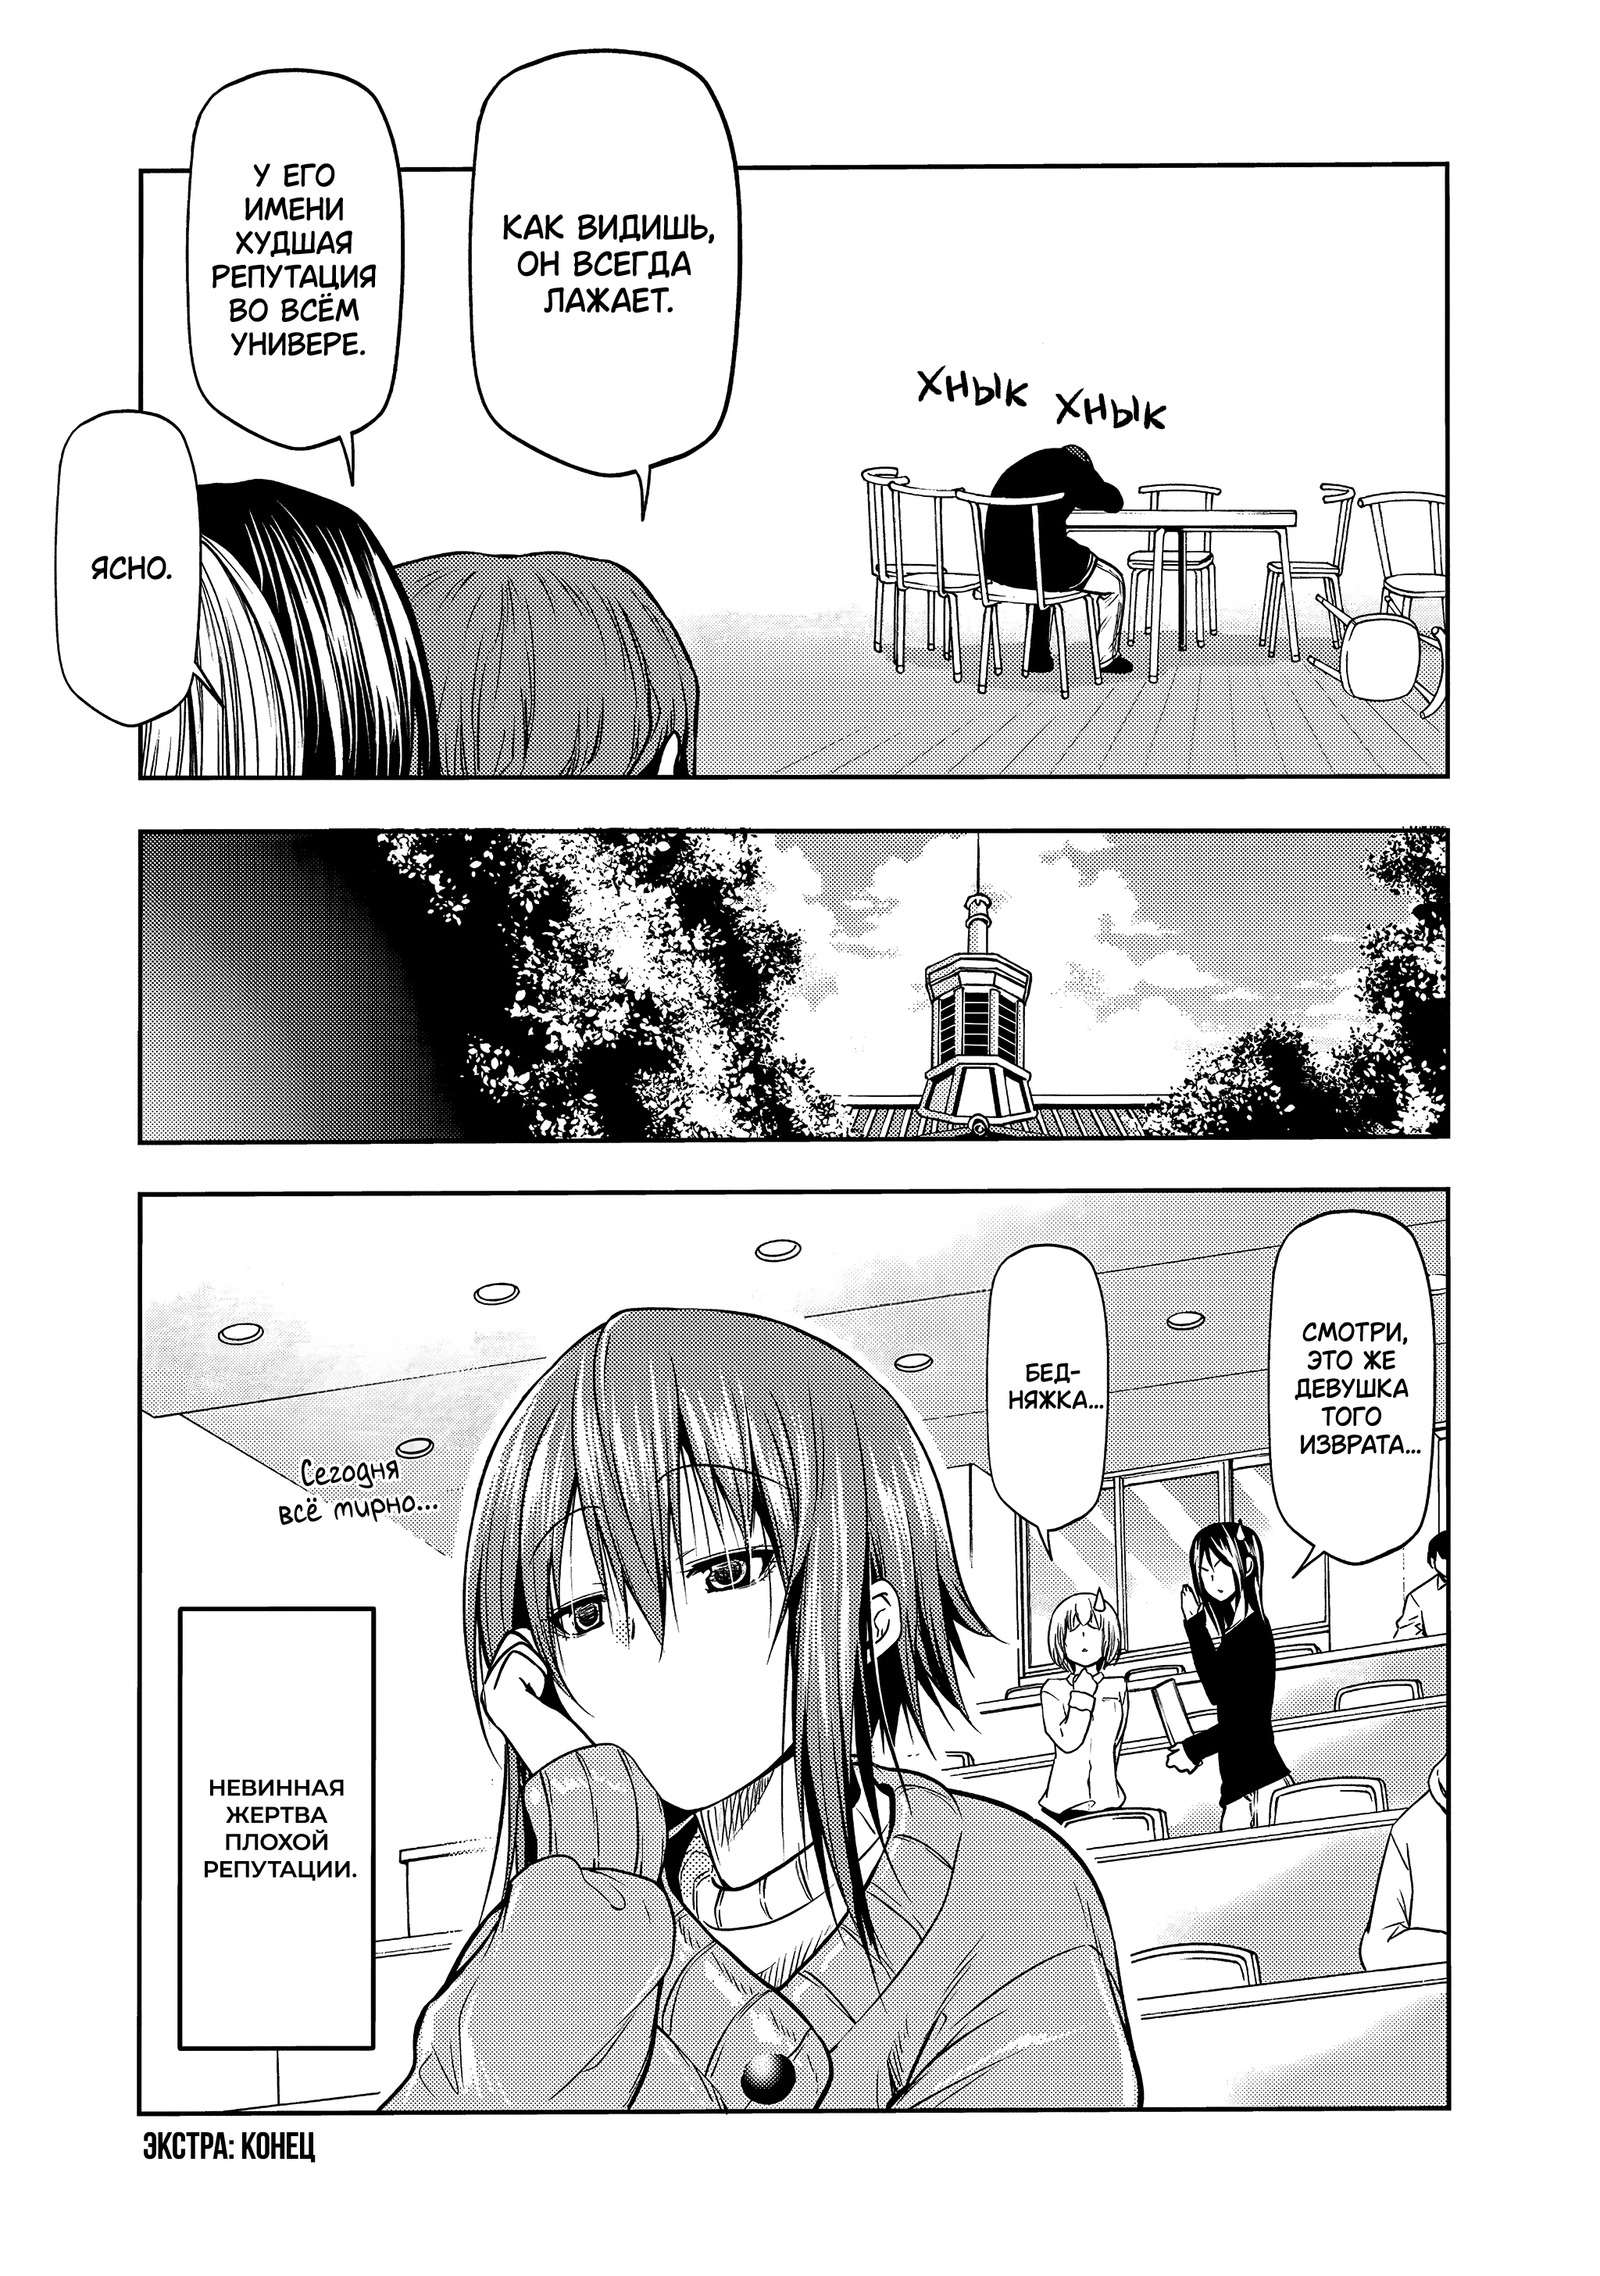 КАК ВИДИШЬ,
ОН ВСЕГДА
ЛАЖАЕТ.
У ЕГО
ИМЕНИ
ХУДШАЯ
РЕПУТАЦИЯ
ВО ВСЁМ
УНИВЕРЕ.
ХНЫК ХНЫК
ЯСНО.
СМОТРИ,
ЭТО ЖЕ
ДЕВУШКА
ТОГО
ИЗВРАТА...
БЕД-
НЯЖКА...
Сегодня
всё мирно...
НЕВИННАЯ
ЖЕРТВА
ПЛОХОЙ
РЕПУТАЦИИ.
ЭКСТРА: КОНЕЦ